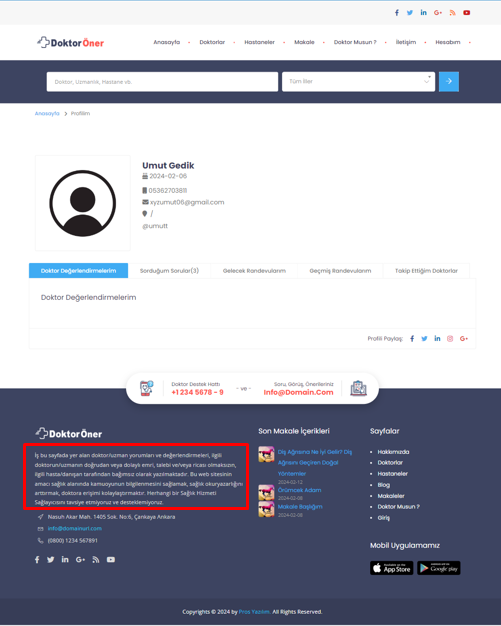 DoktorÖner
Anasayfa
Doktorlar
Hastaneler
Makale
Doktor Musun ?
İletişim
Hesabım
Doktor, Uzmanlık, Hastane vb.
Tüm İller
Anasayfa > Profilim
Umut Gedik
2024-02-06
05362703811
xyzumut06@gmail.com
/
@umutt
Doktor Değerlendirmelerim
Sorduğum Sorular(3)
Gelecek Randevularım
Geçmiş Randevularım
Takip Ettiğim Doktorlar
Doktor Değerlendirmelerim
Profili Paylaş:
Doktor Destek Hattı
+1 234 5678 - 9
- ve -
Soru, Görüş, Önerileriniz
Info@Domain.Com
DoktorÖner
İş bu sayfada yer alan doktor/uzman yorumları ve değerlendirmeleri, ilgili
doktorun/uzmanın doğrudan veya dolaylı emri, talebi ve/veya ricası olmaksızın,
ilgili hasta/danışan tarafından bağımsız olarak yazılmaktadır. Bu web sitesinin
amacı sağlık alanında kamuoyunun bilgilenmesini sağlamak, sağlık okuryazarlığını
arttırmak, doktora erişimi kolaylaştırmaktır. Herhangi bir Sağlık Hizmeti
Sağlayıcısını tavsiye etmiyoruz ve desteklemiyoruz.
Nasuh Akar Mah. 1405 Sok. No:6, Çankaya Ankara
info@domainurl.com
(0800) 1234 567891
Son Makale İçerikleri
Diş Ağrısına Ne İyi Gelir? Diş
Ağrısını Geçiren Doğal
Yöntemler
2024-02-12
Örümcek Adam
2024-02-08
Makale Başlığım
2024-02-08
Sayfalar
Hakkımızda
Doktorlar
Hastaneler
Blog
Makaleler
Doktor Musun ?
Giriş
Mobil Uygulamamız
App Store
Google play
Copyrights © 2024 by Pros Yazılım. All Rights Reserved.